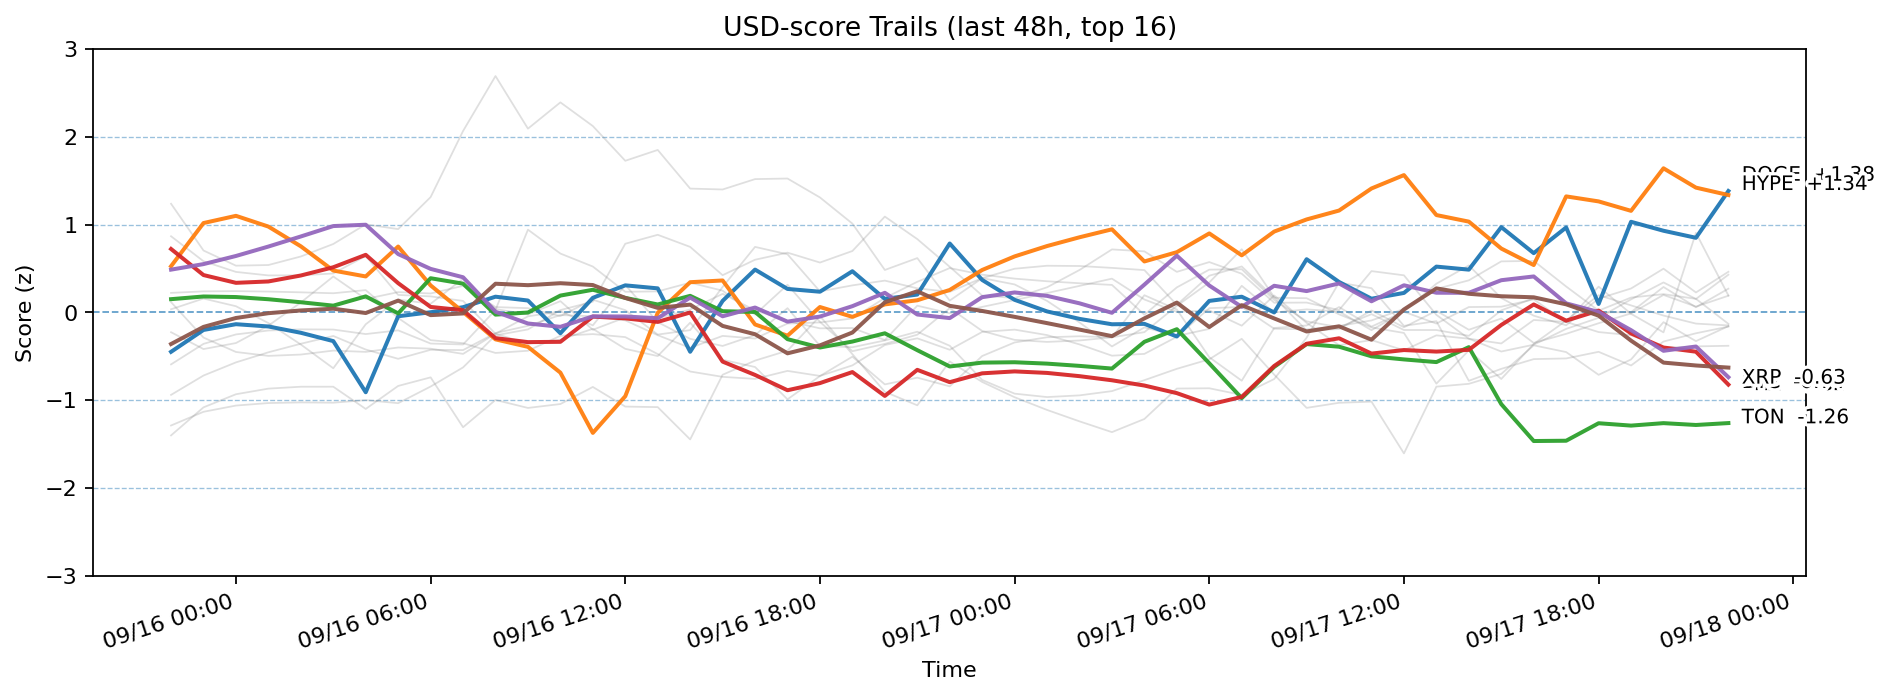 USD-score Trails (last 48h, top 16)
Score (z)
3
2
1
0
−1
−2
−3
DOGE +1.38
HYPE +1.34
XRP -0.63
TON -1.26
09/16 00:00
09/16 06:00
09/16 12:00
09/16 18:00
09/17 00:00
09/17 06:00
09/17 12:00
09/17 18:00
09/18 00:00
Time